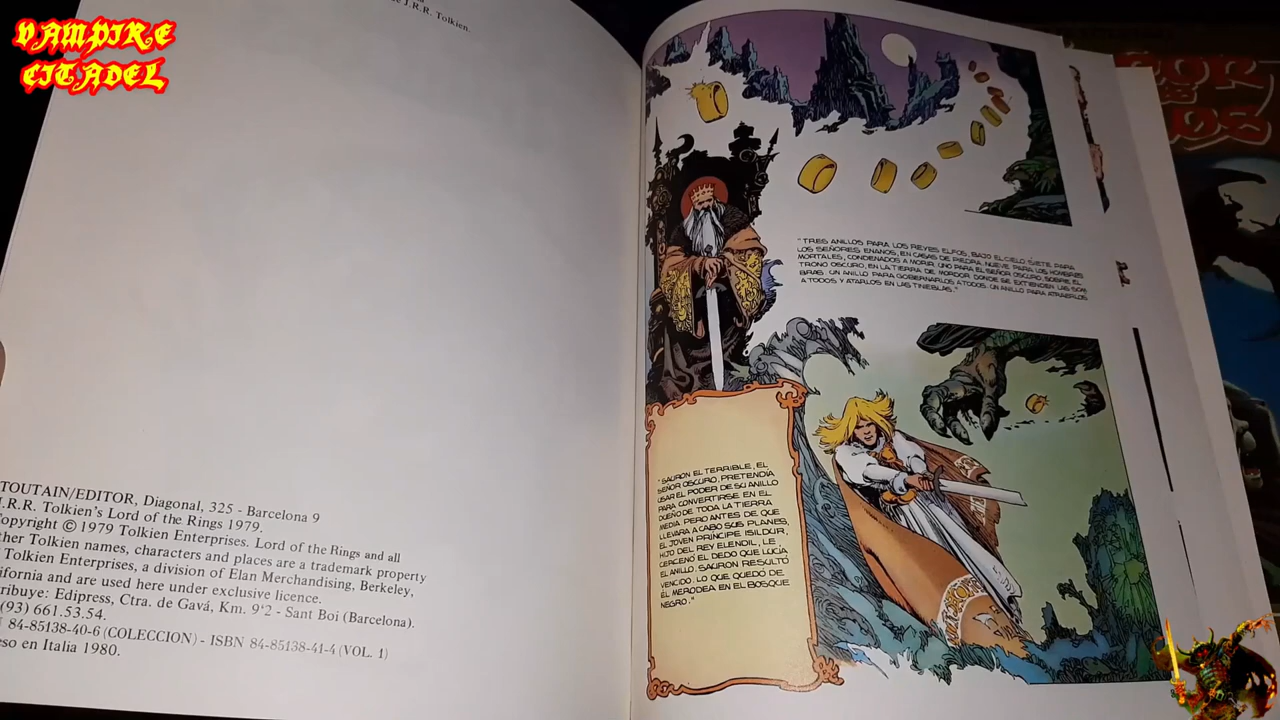 VAMPIRE
CITADEL
de J.R.R. Tolkien.
TOUTAIN/EDITOR, Diagonal, 325 - Barcelona 9
J.R.R. Tolkien's Lord of the Rings 1979.
Copyright © 1979 Tolkien Enterprises. Lord of the Rings and all
ther Tolkien names, characters and places are a trademark property
Tolkien Enterprises, a division of Elan Merchandising, Berkeley,
ifornia and are used here under exclusive licence.
ribuye: Edipress, Ctra. de Gavá, Km. 9'2 - Sant Boi (Barcelona).
(93) 661.53.54.
84-85138-40-6 (COLECCION) - ISBN 84-85138-41-4 (VOL. 1)
eso en Italia 1980.
"TRES ANILLOS PARA LOS REYES ELFOS, BAJO EL CIELO SIETE PARA
LOS SEÑORES ENANOS, EN CASAS DE PIEDRA. NUEVE PARA LOS HOMBRES
MORTALES, CONDENADOS A MORIR. UNO PARA EL SEÑOR OSCURO, SOBRE EL
TRONO OSCURO, EN LA TIERRA DE MORDOR DONDE SE EXTIENDEN LAS SOM
BRAS. UN ANILLO PARA GOBERNARLOS A TODOS. UN ANILLO PARA ATRAERLOS
A TODOS Y ATARLOS EN LAS TINIEBLAS."
"SAURON EL TERRIBLE, EL
SEÑOR OSCURO, PRETENDIA
USAR EL PODER DE SU ANILLO
PARA CONVERTIRSE EN EL
DUEÑO DE TODA LA TIERRA
MEDIA PERO ANTES DE QUE
LLEVARA A CABO SUS PLANES,
EL JOVEN PRINCIPE ISILDUR,
HIJO DEL REY ELENDIL, LE
CERCENO EL DEDO QUE LUCIA
EL ANILLO. SAURON RESULTO
VENCIDO. LO QUE QUEDO DE
EL MERODEA EN EL BOSQUE
NEGRO."